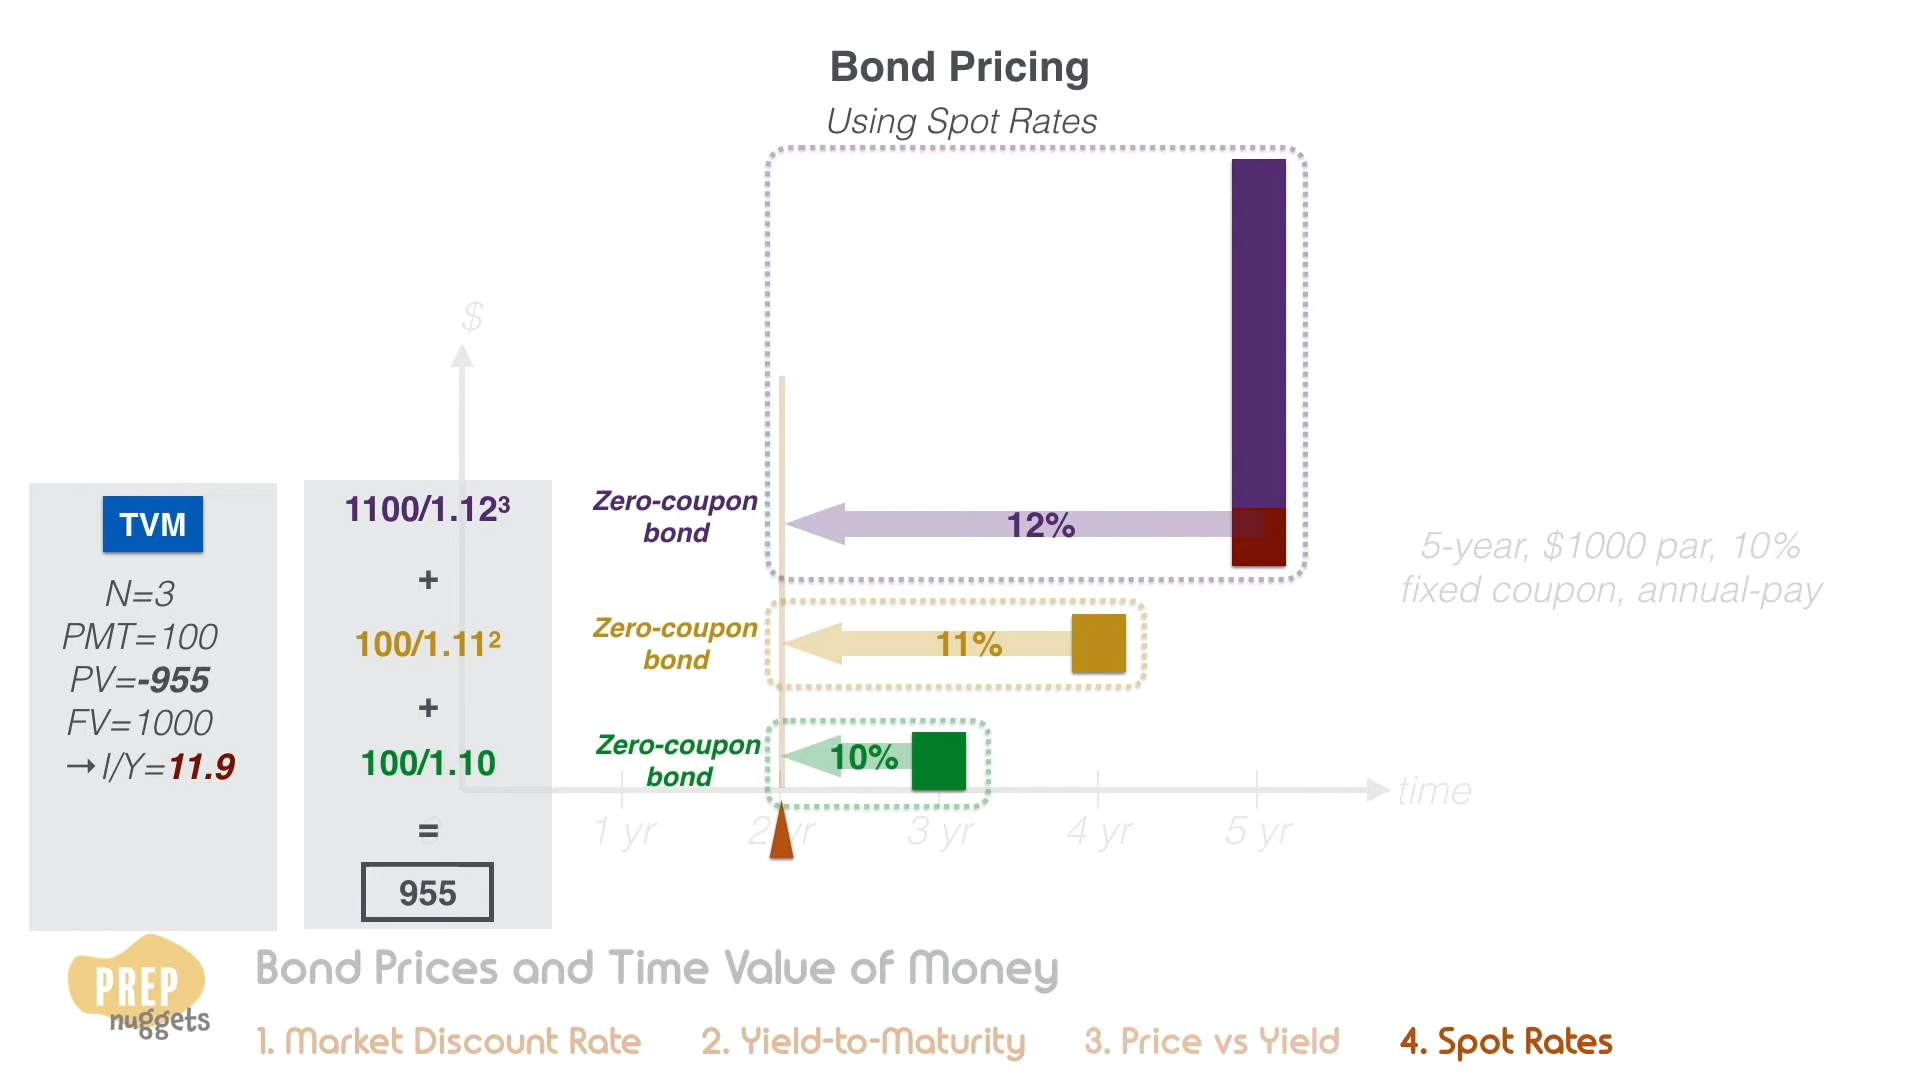 Bond Pricing
Using Spot Rates
$
TVM
N=3
PMT=100
PV=-955
FV=1000
→I/Y=11.9
1100/1.12³
+
100/1.11²
+
100/1.10
=
955
Zero-coupon
bond
12%
Zero-coupon
bond
11%
Zero-coupon
bond
10%
5-year, $1000 par, 10%
fixed coupon, annual-pay
time
0
1 yr
2 yr
3 yr
4 yr
5 yr
PREP
nuggets
Bond Prices and Time Value of Money
1. Market Discount Rate
2. Yield-to-Maturity
3. Price vs Yield
4. Spot Rates